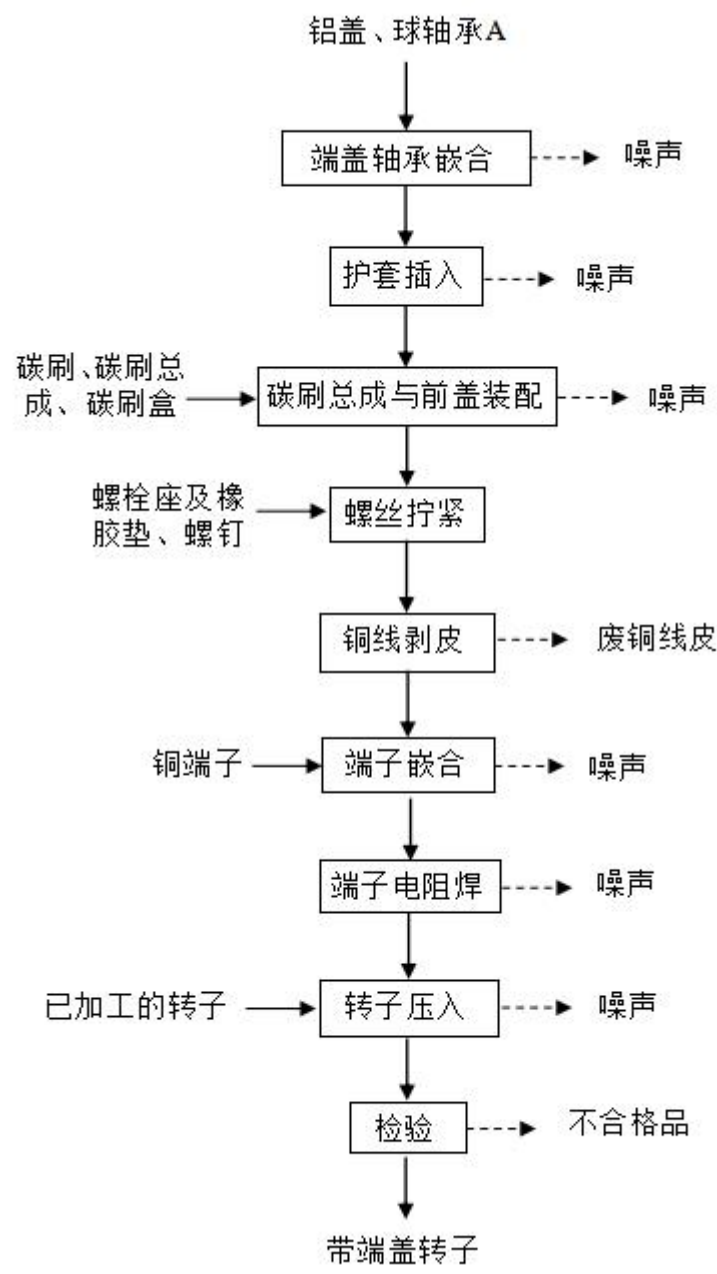 铝盖、球轴承A
端盖轴承嵌合
噪声
护套插入
噪声
碳刷、碳刷总
成、碳刷盒
碳刷总成与前盖装配
噪声
螺栓座及橡
胶垫、螺钉
螺丝拧紧
铜线剥皮
废铜线皮
铜端子
端子嵌合
噪声
端子电阻焊
噪声
已加工的转子
转子压入
噪声
检验
不合格品
带端盖转子